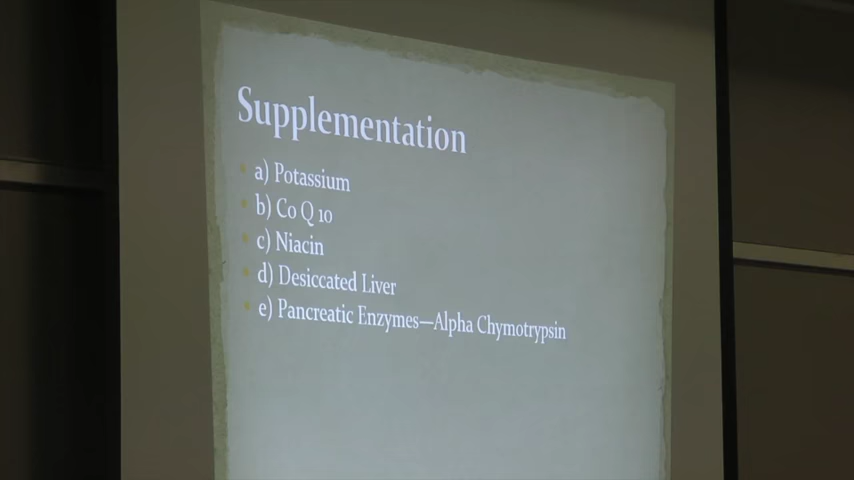 Supplementation
a) Potassium
b) Co Q 10
c) Niacin
d) Desiccated Liver
e) Pancreatic Enzymes—Alpha Chymotrypsin